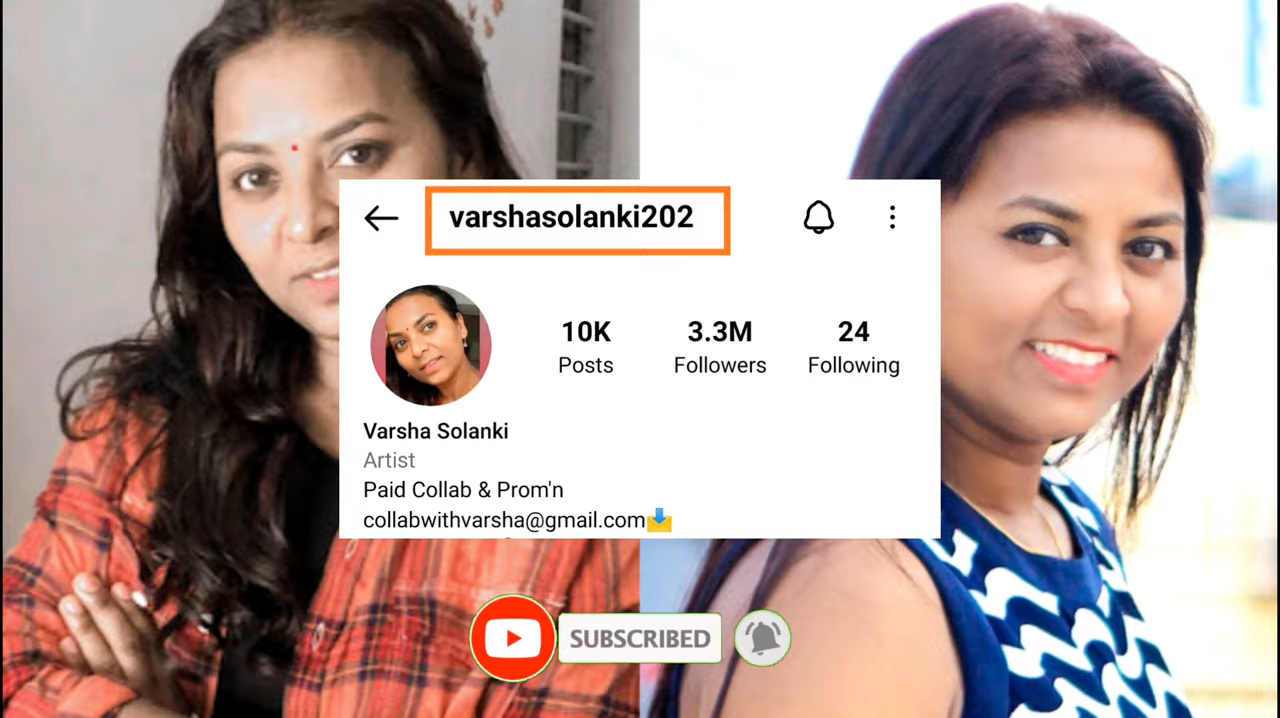 varshasolanki202
10K 3.3M 24
Posts Followers Following
Varsha Solanki
Artist
Paid Collab & Prom'n
collabwithvarsha@gmail.com
SUBSCRIBED